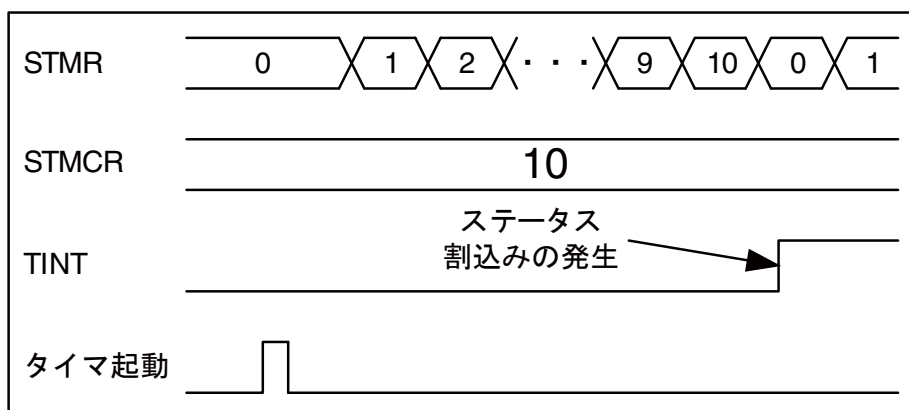 STMR 0 1 2 ・・・ 9 10 0 1
STMCR 10
ステータス
割込みの発生
TINT
タイマ起動